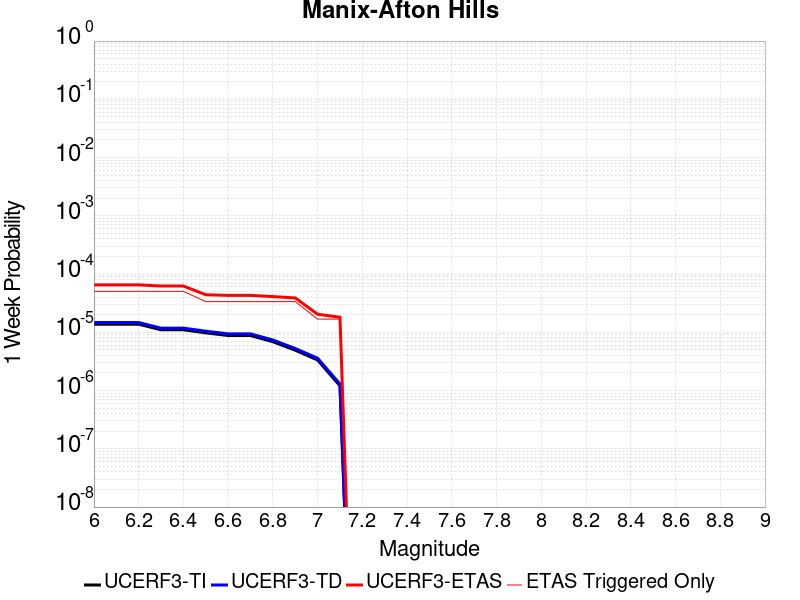 Manix-Afton Hills
10^0
10^-1
10^-2
10^-3
10^-4
10^-5
10^-6
10^-7
10^-8
1 Week Probability
6 6.2 6.4 6.6 6.8 7 7.2 7.4 7.6 7.8 8 8.2 8.4 8.6 8.8 9
Magnitude
UCERF3-TI UCERF3-TD UCERF3-ETAS ETAS Triggered Only